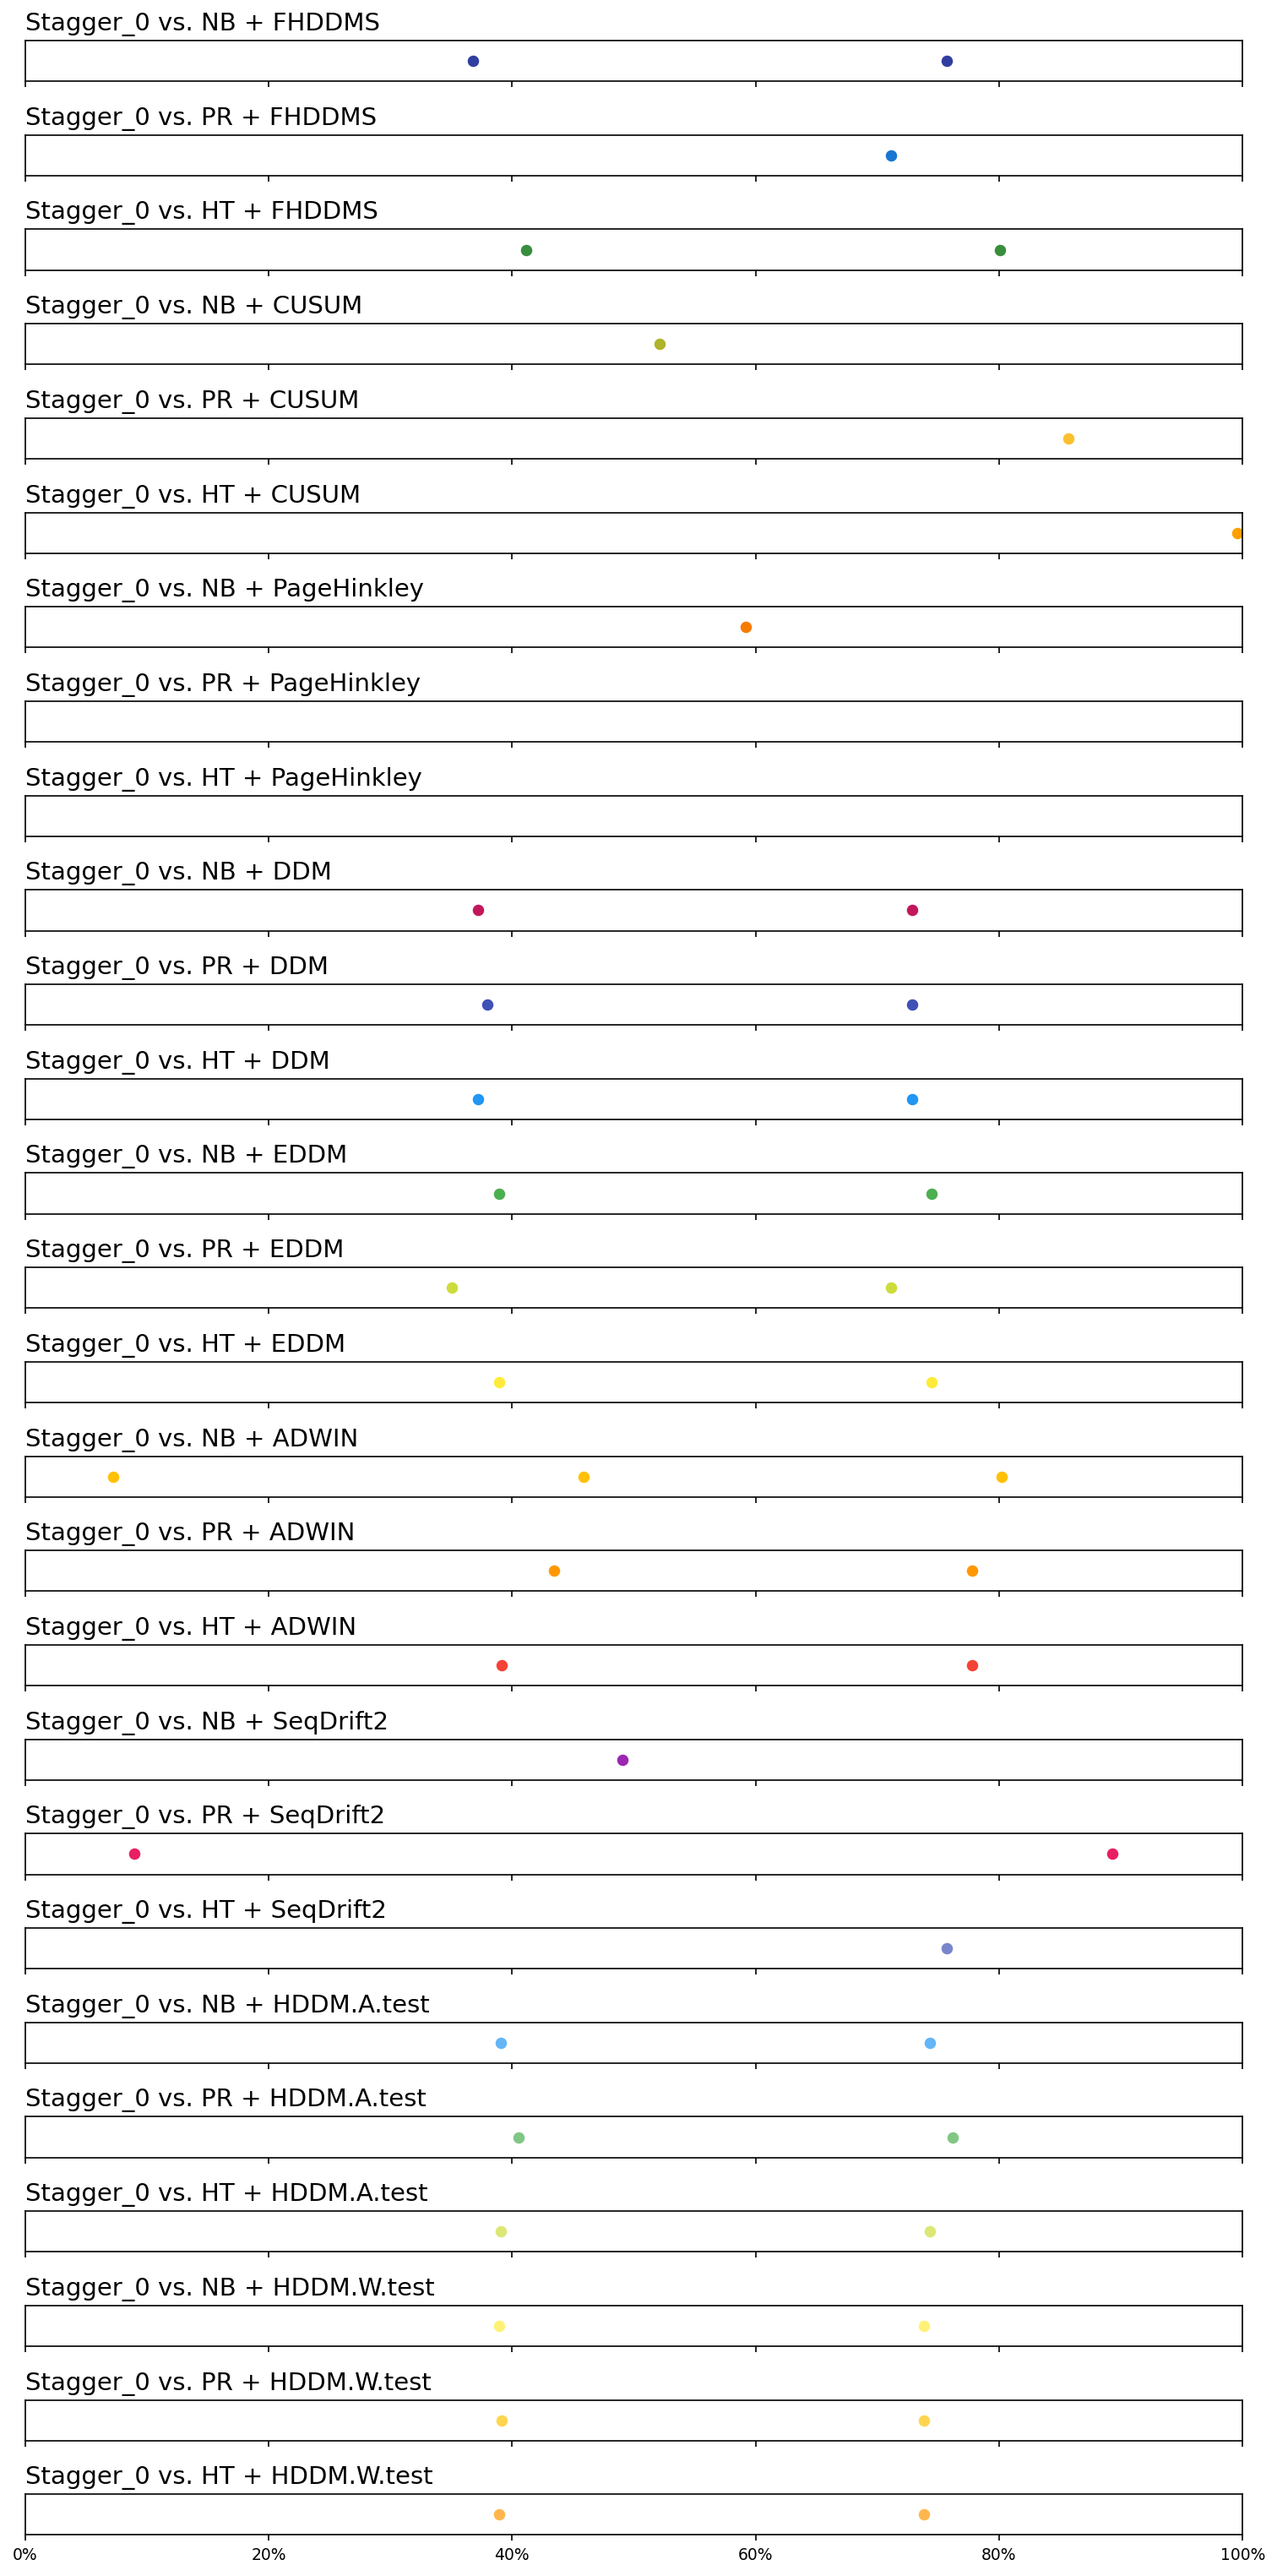 Stagger_0 vs. NB + FHDDMS
Stagger_0 vs. PR + FHDDMS
Stagger_0 vs. HT + FHDDMS
Stagger_0 vs. NB + CUSUM
Stagger_0 vs. PR + CUSUM
Stagger_0 vs. HT + CUSUM
Stagger_0 vs. NB + PageHinkley
Stagger_0 vs. PR + PageHinkley
Stagger_0 vs. HT + PageHinkley
Stagger_0 vs. NB + DDM
Stagger_0 vs. PR + DDM
Stagger_0 vs. HT + DDM
Stagger_0 vs. NB + EDDM
Stagger_0 vs. PR + EDDM
Stagger_0 vs. HT + EDDM
Stagger_0 vs. NB + ADWIN
Stagger_0 vs. PR + ADWIN
Stagger_0 vs. HT + ADWIN
Stagger_0 vs. NB + SeqDrift2
Stagger_0 vs. PR + SeqDrift2
Stagger_0 vs. HT + SeqDrift2
Stagger_0 vs. NB + HDDM.A.test
Stagger_0 vs. PR + HDDM.A.test
Stagger_0 vs. HT + HDDM.A.test
Stagger_0 vs. NB + HDDM.W.test
Stagger_0 vs. PR + HDDM.W.test
Stagger_0 vs. HT + HDDM.W.test
0% 20% 40% 60% 80% 100%